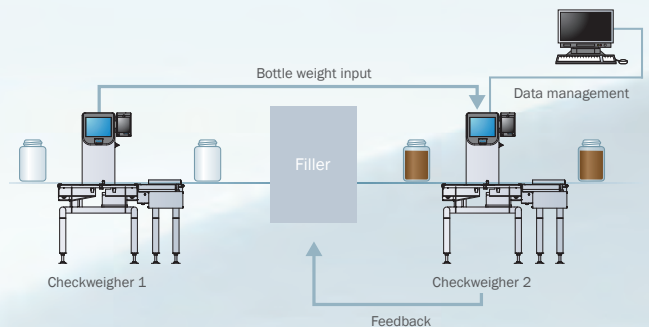 Bottle weight input
Data management
Filler
Checkweigher 1
Checkweigher 2
Feedback